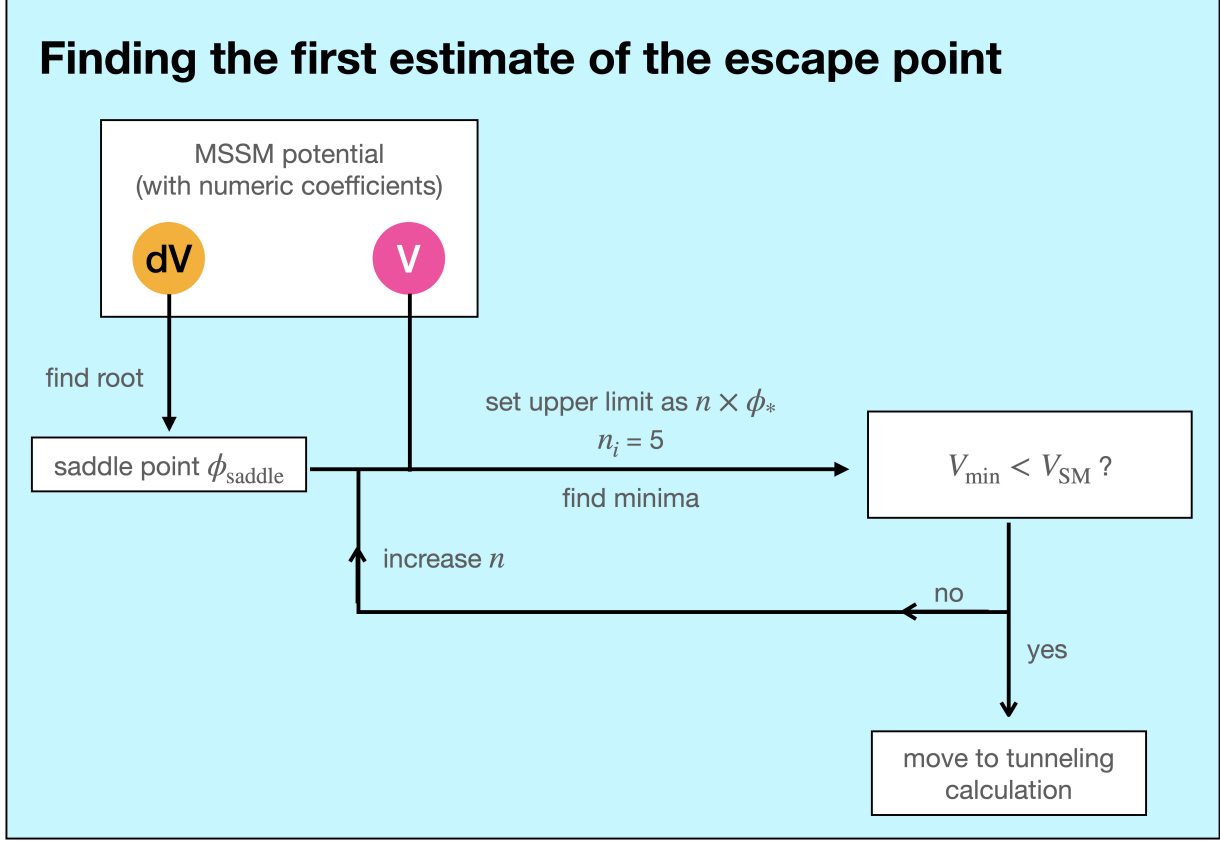 Finding the first estimate of the escape point
MSSM potential
(with numeric coefficients)
dV
V
find root
set upper limit as n × ϕ*
nᵢ = 5
saddle point ϕsaddle
find minima
Vmin < VSM ?
increase n
no
yes
move to tunneling
calculation